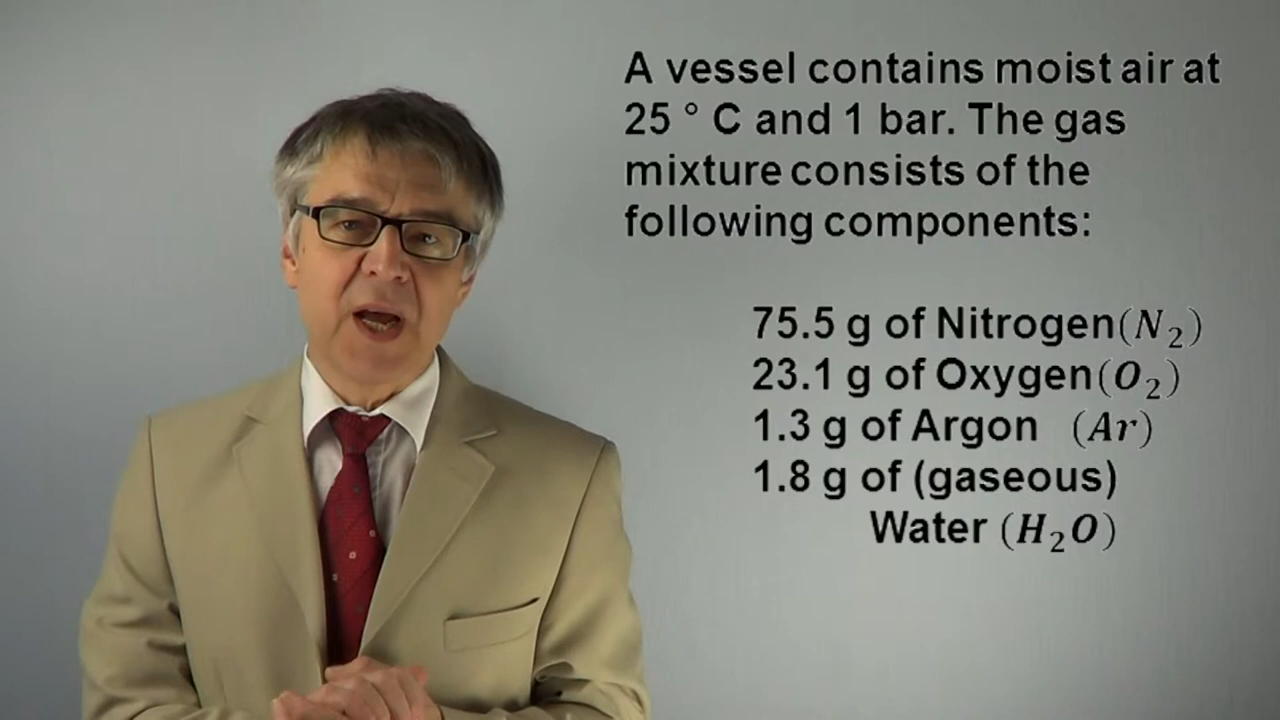 A vessel contains moist air at
25 ° C and 1 bar. The gas
mixture consists of the
following components:
75.5 g of Nitrogen (N₂)
23.1 g of Oxygen (O₂)
1.3 g of Argon (Ar)
1.8 g of (gaseous)
Water (H₂O)